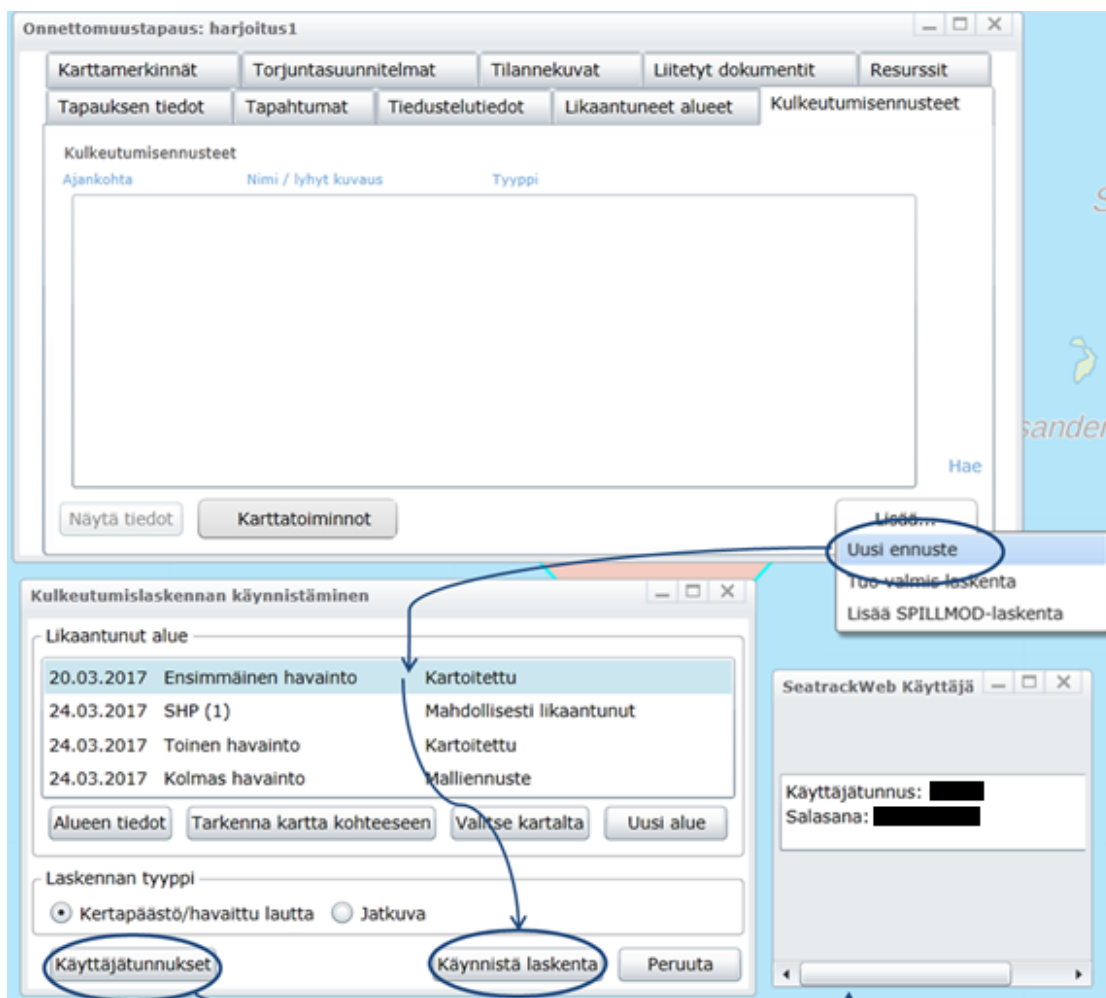 Onnettomuustapaus: harjoitus1
Karttamerkinnät Torjuntasuunnitelmat Tilannekuvat Liitetyt dokumentit Resurssit
Tapauksen tiedot Tapahtumat Tiedustelutiedot Likaantuneet alueet Kulkeutumisennusteet
Kulkeutumisennusteet
Ajankohta Nimi / lyhyt kuvaus Tyyppi
Hae
Näytä tiedot Karttatoiminnot Lisää...
Uusi ennuste
Tuo valmis laskenta
Lisää SPILLMOD-laskenta
Kulkeutumislaskennan käynnistäminen
Likaantunut alue
20.03.2017 Ensimmäinen havainto Kartoitettu
24.03.2017 SHP (1) Mahdollisesti likaantunut
24.03.2017 Toinen havainto Kartoitettu
24.03.2017 Kolmas havainto Malliennuste
Alueen tiedot Tarkenna kartta kohteeseen Valitse kartalta Uusi alue
Laskennan tyyppi
Kertapäästö/havaittu lautta Jatkuva
Käyttäjätunnukset Käynnistä laskenta Peruuta
SeatrackWeb Käyttäjä
Käyttäjätunnus:
Salasana: